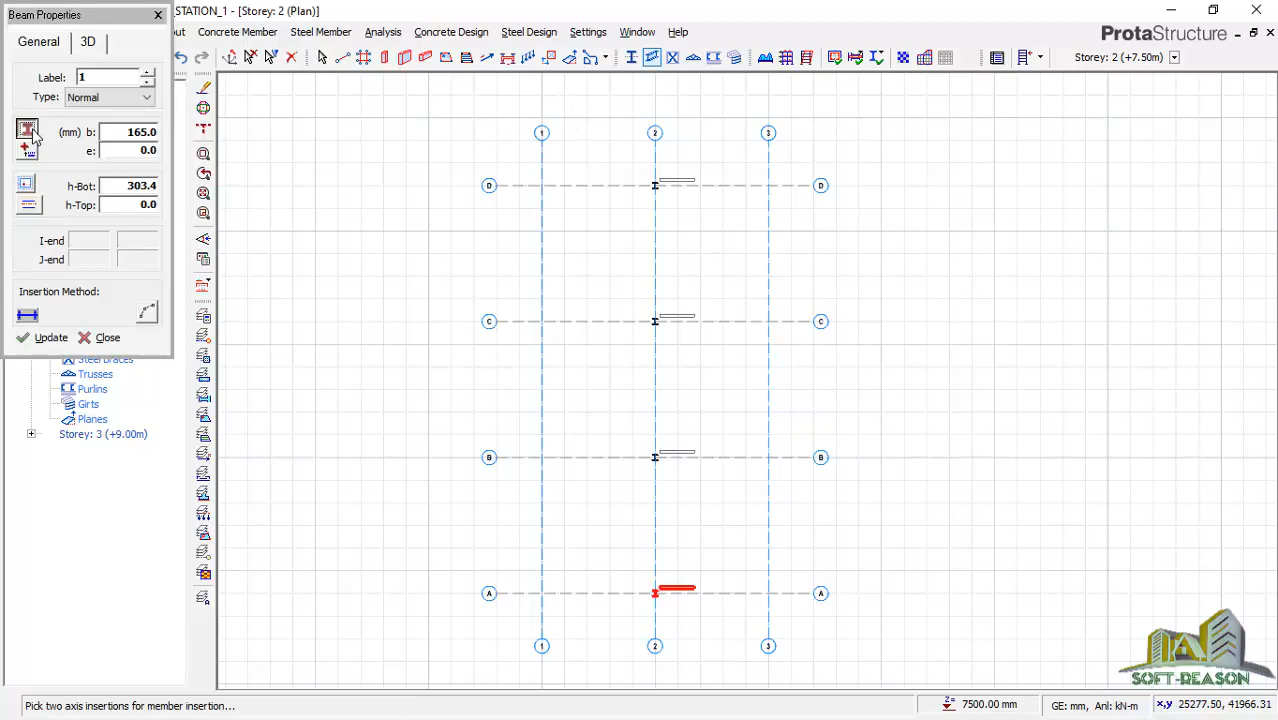 Beam Properties
_STATION_1 - [Storey: 2 (Plan)]
Concrete Member Steel Member Analysis Concrete Design Steel Design Settings Window Help
ProtaStructure
General 3D
Storey: 2 (+7.50m)
Label: 1
Type: Normal
(mm) b: 165.0
e: 0.0
h-Bot: 303.4
h-Top: 0.0
I-end
J-end
Insertion Method:
Update Close
Steel Braces
Trusses
Purlins
Girts
Planes
Storey: 3 (+9.00m)
1 2 3
D D
C C
B B
A A
1 2 3
SOFT-REASON
Pick two axis insertions for member insertion...
Z= 7500.00 mm
GE: mm, Anl: kN-m
x,y 25277.50, 41966.31